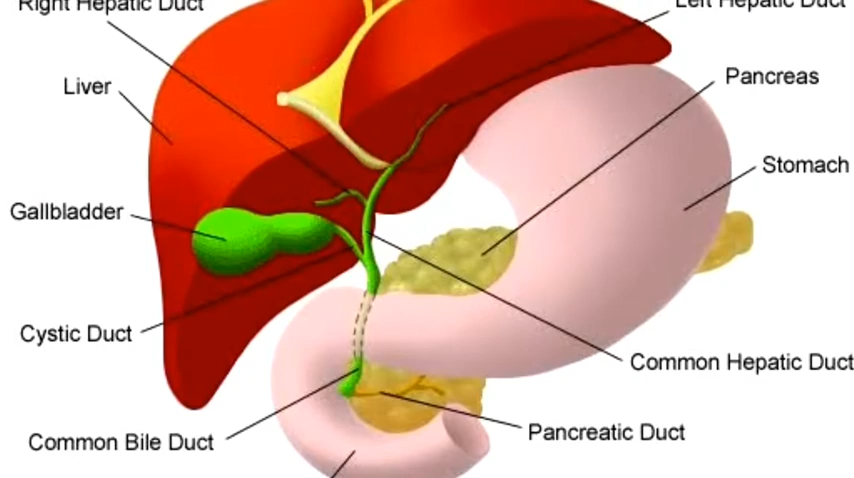 Right Hepatic Duct
Left Hepatic Duct
Liver
Pancreas
Stomach
Gallbladder
Cystic Duct
Common Hepatic Duct
Common Bile Duct
Pancreatic Duct